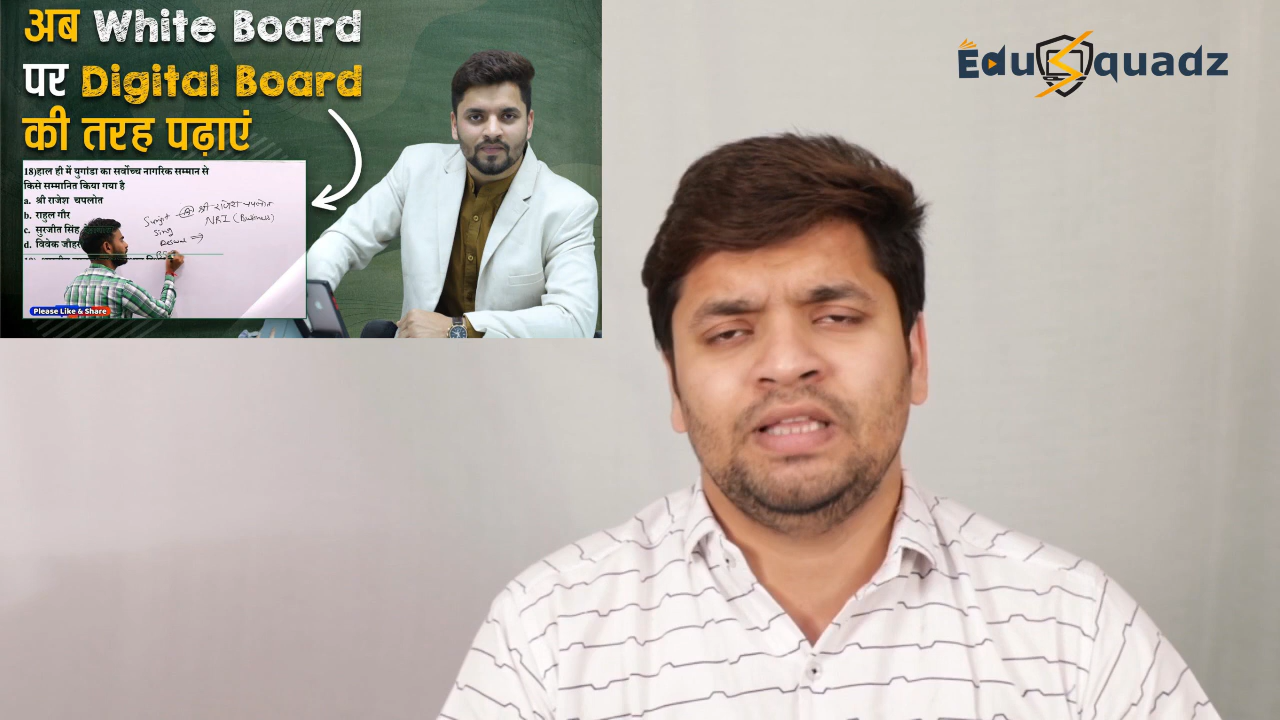 अब White Board
पर Digital Board
की तरह पढ़ाएं
18)हाल ही में युगांडा का सर्वोच्च नागरिक सम्मान से
किसे सम्मानित किया गया है
a. श्री राजेश चपलोत
b. राहुल गौर
c. सुरजीत सिंह
d. विवेक जौहर
NRI (Business)
Please Like & Share
EduSquadz